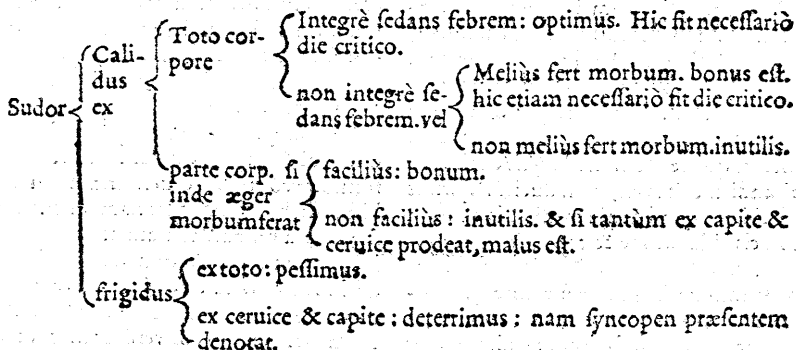 Integrè ſedans febrem: optimus. Hic fit neceſſariò
die critico.
Toto cor-
pore
Cali-
dus
ex
non integrè ſe-
dans febrem. vel
Meliùs fert morbum. bonus eſt.
hic etiam neceſſariò fit die critico.
non meliùs fert morbum. inutilis.
Sudor
parte corp. ſi
inde æger
morbum ferat
faciliùs: bonum.
non faciliùs: inutilis. & ſi tantùm ex capite &
ceruice prodeat, malus eſt.
frigidus
ex toto: peſſimus.
ex ceruice & capite: deterrimus: nam ſyncopen præſentem
denotat.